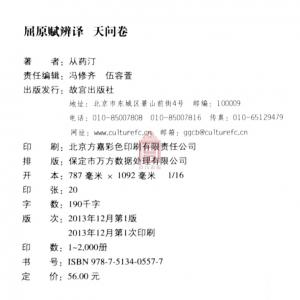 屈原赋辨译 天问卷
著 者：从药汀
责任编辑：冯修齐 伍容萱
出版发行：故宫出版社
地址：北京市东城区景山前街4号 邮编：100009
电话：010-85007808 010-85007816 传真：010-65129479
网址：www.culturefc.cn 邮箱：ggcb@culturefc.cn
印 刷：北京方嘉彩色印刷有限责任公司
排 版：保定市万方数据处理有限公司
开 本：787毫米×1092毫米 1/16
印 张：20
字 数：190千字
版 次：2013年12月第1版
2013年12月第1次印刷
印 数：1~2,000册
书 号：ISBN 978-7-5134-0557-7
定 价：56.00元